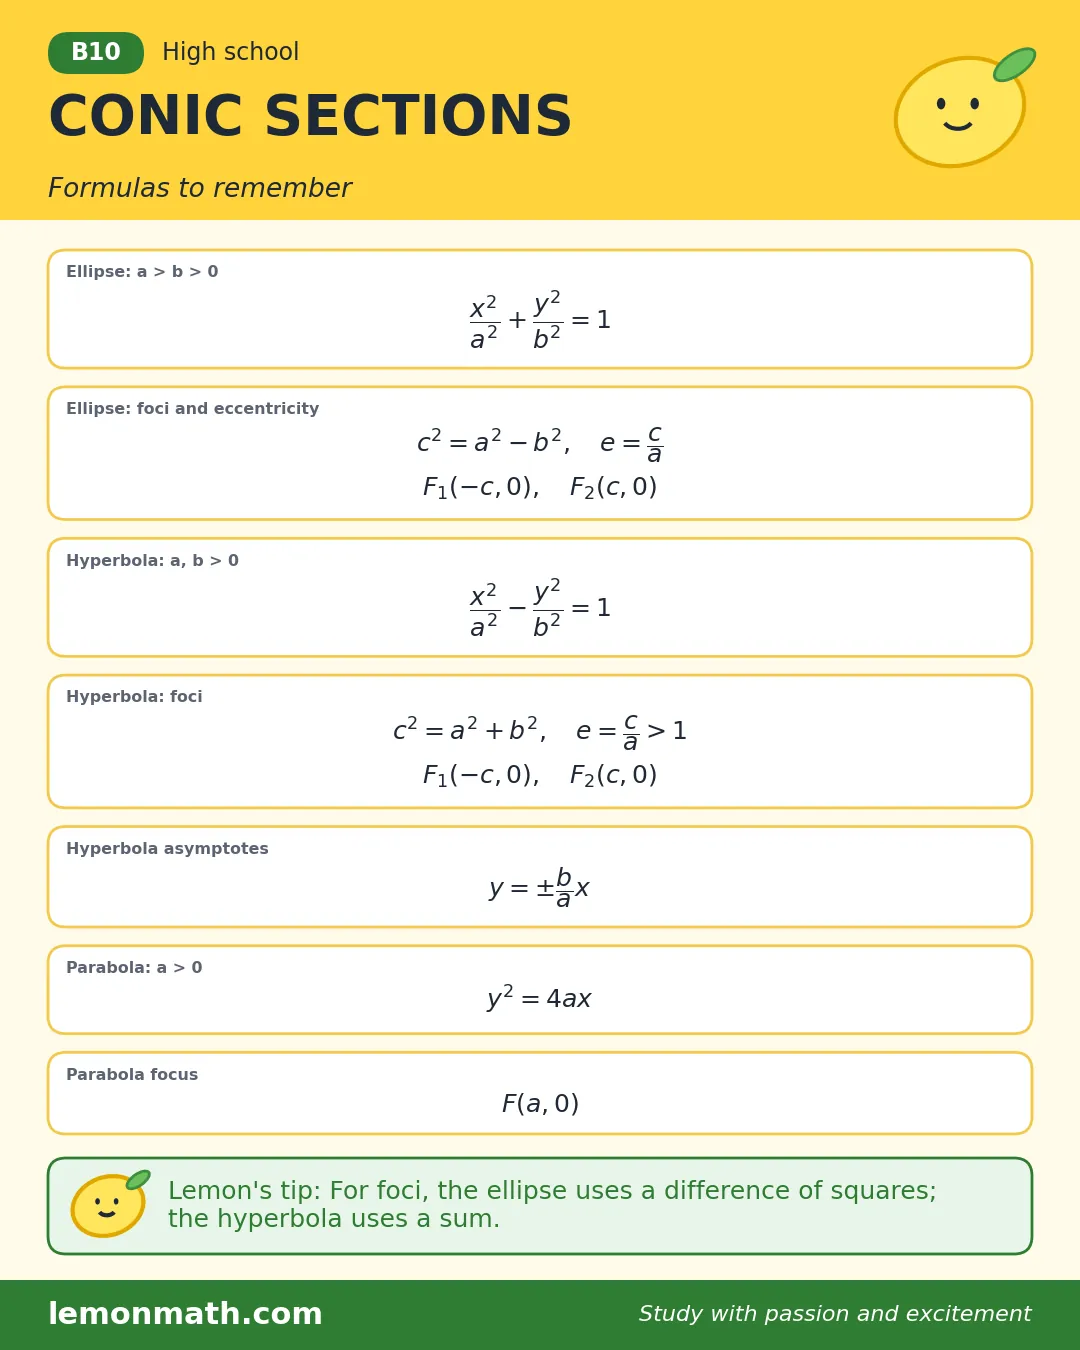 B10 High school
CONIC SECTIONS
Formulas to remember
Ellipse: a > b > 0
x²/a² + y²/b² = 1
Ellipse: foci and eccentricity
c² = a² − b², e = c/a
F₁(−c, 0), F₂(c, 0)
Hyperbola: a, b > 0
x²/a² − y²/b² = 1
Hyperbola: foci
c² = a² + b², e = c/a > 1
F₁(−c, 0), F₂(c, 0)
Hyperbola asymptotes
y = ±b/a x
Parabola: a > 0
y² = 4ax
Parabola focus
F(a, 0)
Lemon's tip: For foci, the ellipse uses a difference of squares;
the hyperbola uses a sum.
lemonmath.com
Study with passion and excitement